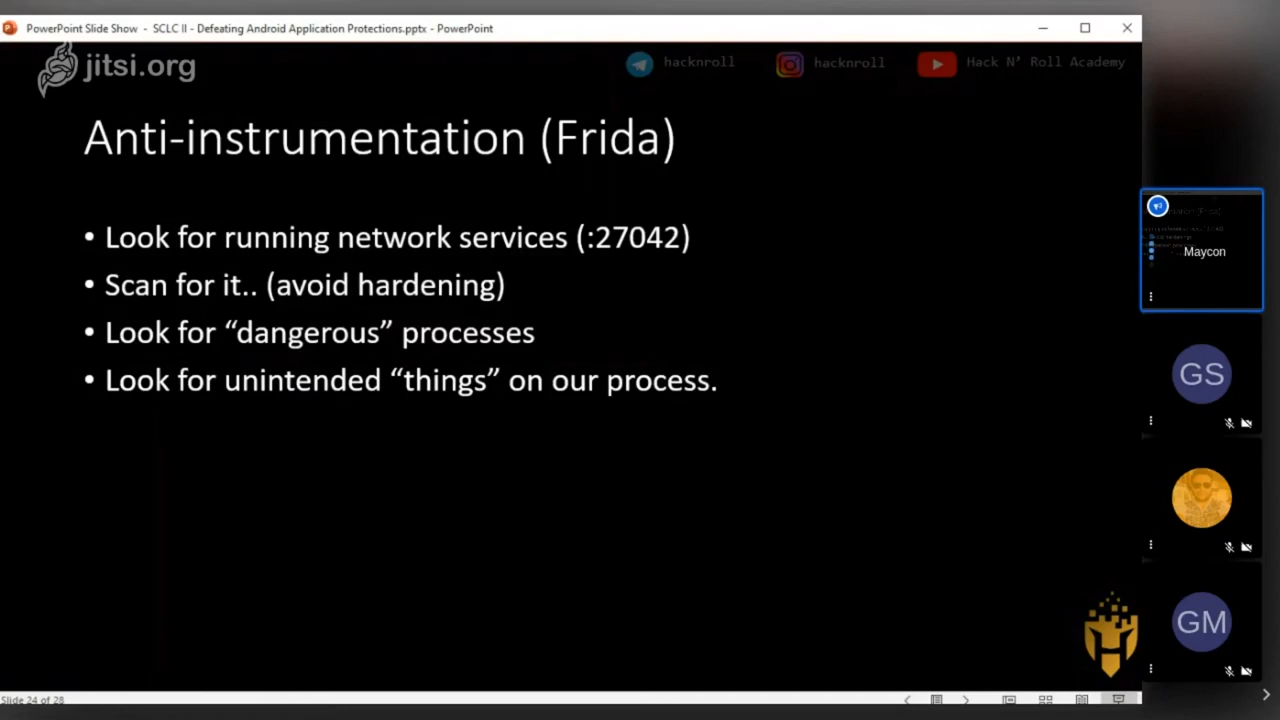 PowerPoint Slide Show - SCLC II - Defeating Android Application Protections.pptx - PowerPoint
jitsi.org
hacknroll
hacknroll
Hack N’ Roll Academy
Anti-instrumentation (Frida)
• Look for running network services (:27042)
• Scan for it.. (avoid hardening)
• Look for “dangerous” processes
• Look for unintended “things” on our process.
Maycon
GS
GM
Slide 24 of 28